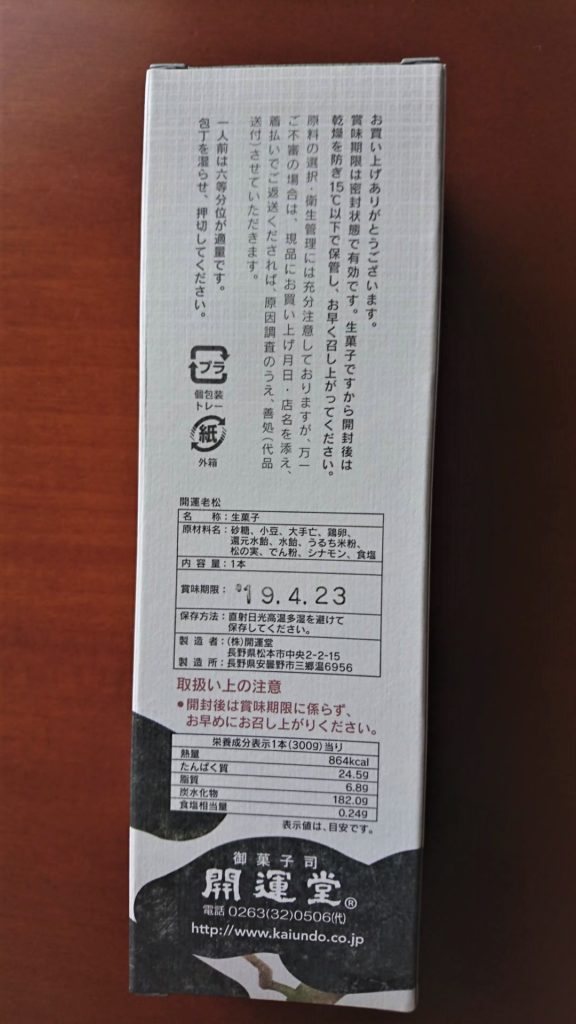 お買い上げありがとうございます。
賞味期限は密封状態で有効です。生菓子ですから開封後は
乾燥を防ぎ15℃以下で保管し、お早く召し上がってください。
原料の選択・衛生管理には充分注意しておりますが、万一
ご不審の場合は、現品にお買い上げ月日・店名を添え、
着払いでご返送くだされば、原因調査のうえ、善処（代品
送付）させていただきます。
一人前は六等分位が適量です。
包丁を湿らせ、押切してください。
プラ
個包装
トレー
紙
外箱
開運老松
名 称：生菓子
原材料名：砂糖、小豆、大手亡、鶏卵、
還元水飴、水飴、うるち米粉、
松の実、でん粉、シナモン、食塩
内 容 量：1本
賞味期限：'19.4.23
保存方法：直射日光高温多湿を避けて
保存してください。
製 造 者：(株)開運堂
長野県松本市中央2-2-15
製 造 所：長野県安曇野市三郷温6956
取扱い上の注意
●開封後は賞味期限に係らず、
お早めにお召し上がりください。
栄養成分表示1本(300g)当り
熱量 864kcal
たんぱく質 24.5g
脂質 6.8g
炭水化物 182.0g
食塩相当量 0.24g
表示値は、目安です。
御菓子司
開運堂®
電話 0263(32)0506(代)
http://www.kaiundo.co.jp